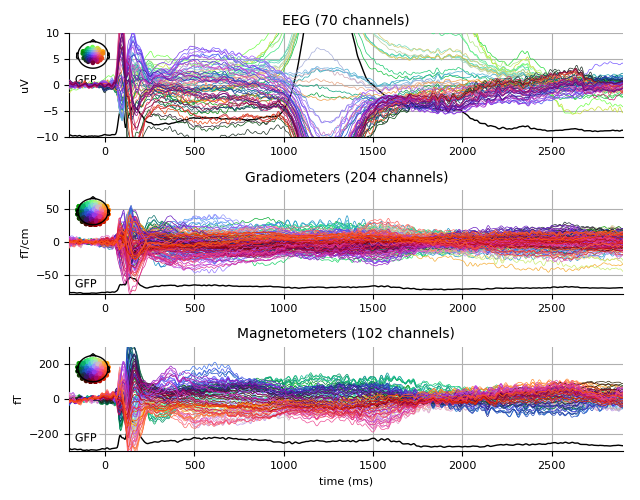 EEG (70 channels)
10
5
0
−5
−10
uV
GFP
0 500 1000 1500 2000 2500
Gradiometers (204 channels)
50
0
−50
fT/cm
GFP
0 500 1000 1500 2000 2500
Magnetometers (102 channels)
200
0
−200
fT
GFP
0 500 1000 1500 2000 2500
time (ms)